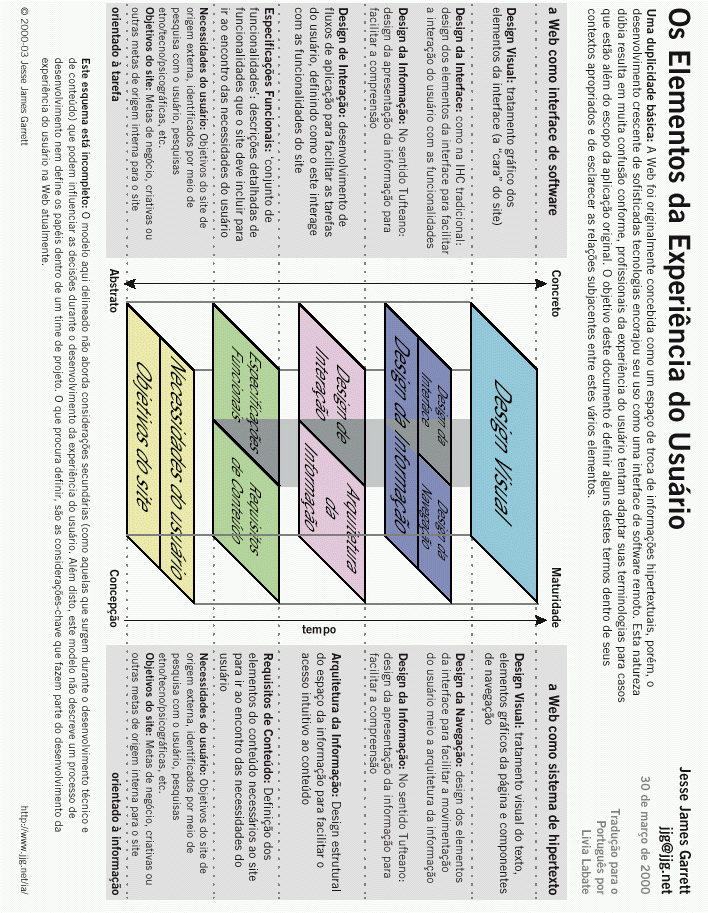 Os Elementos da Experiência do Usuário
Jesse James Garrett
jjg@jjg.net
30 de março de 2000
Tradução para o
Português por
Livia Labate
Uma duplicidade básica: A Web foi originalmente concebida como um espaço de troca de informações hipertextuais, porém, o
desenvolvimento crescente de sofisticadas tecnologias encorajou seu uso como uma interface de software remoto. Esta natureza
dúbia resulta em muita confusão conforme, profissionais da experiência do usuário tentam adaptar suas terminologias para casos
que estão além do escopo da aplicação original. O objetivo deste documento é definir alguns destes termos dentro de seus
contextos apropriados e de esclarecer as relações subjacentes entre estes vários elementos.
a Web como interface de software
Design Visual: tratamento gráfico dos
elementos da interface (a "cara" do site)
Design da Interface: como na IHC tradicional:
design dos elementos da interface para facilitar
a interação do usuário com as funcionalidades
Design da Informação: No sentido Tufteano:
design da apresentação da informação para
facilitar a compreensão
Design de Interação: desenvolvimento de
fluxos de aplicação para facilitar as tarefas
do usuário, definindo como o este interage
com as funcionalidades do site
Especificações Funcionais: 'conjunto de
funcionalidades': descrições detalhadas de
funcionalidades que o site deve incluir para
ir ao encontro das necessidades do usuário
Necessidades do usuário: Objetivos do site de
origem externa, identificados por meio de
pesquisa com o usuário, pesquisas
etno/tecno/psicográficas, etc.
Objetivos do site: Metas de negócio, criativas ou
outras metas de origem interna para o site
orientado à tarefa
Concreto
Maturidade
Design Visual
Design da
Interface
Design da
Navegação
Design da Informação
Design de
Interação
Arquitetura
da
Informação
Especificações
Funcionais
Requisitos
de Conteúdo
Necessidades do usuário
Objetivos do site
Abstrato
Concepção
tempo
a Web como sistema de hipertexto
Design Visual: tratamento visual do texto,
elementos gráficos da página e componentes
de navegação
Design da Navegação: design dos elementos
da interface para facilitar a movimentação
do usuário meio a arquitetura da informação
Design da Informação: No sentido Tufteano:
design da apresentação da informação para
facilitar a compreensão
Arquitetura da Informação: Design estrutural
do espaço da informação para facilitar o
acesso intuitivo ao conteúdo
Requisitos de Conteúdo: Definição dos
elementos do conteúdo necessários ao site
para ir ao encontro das necessidades do
usuário
Necessidades do usuário: Objetivos do site de
origem externa, identificados por meio de
pesquisa com o usuário, pesquisas
etno/tecno/psicográficas, etc.
Objetivos do site: Metas de negócio, criativas ou
outras metas de origem interna para o site
orientado à informação
Este esquema está incompleto: O modelo aqui delineado não aborda considerações secundárias (como aquelas que surgem durante o desenvolvimento técnico e
de conteúdo) que podem influenciar as decisões durante o desenvolvimento da experiência do usuário. Além disto, este modelo não descreve um processo de
desenvolvimento nem define os papéis dentro de um time de projeto. O que procura definir, são as considerações-chave que fazem parte do desenvolvimento da
experiência do usuário na Web atualmente.
© 2000-03 Jesse James Garrett
http://www.jjg.net/ia/